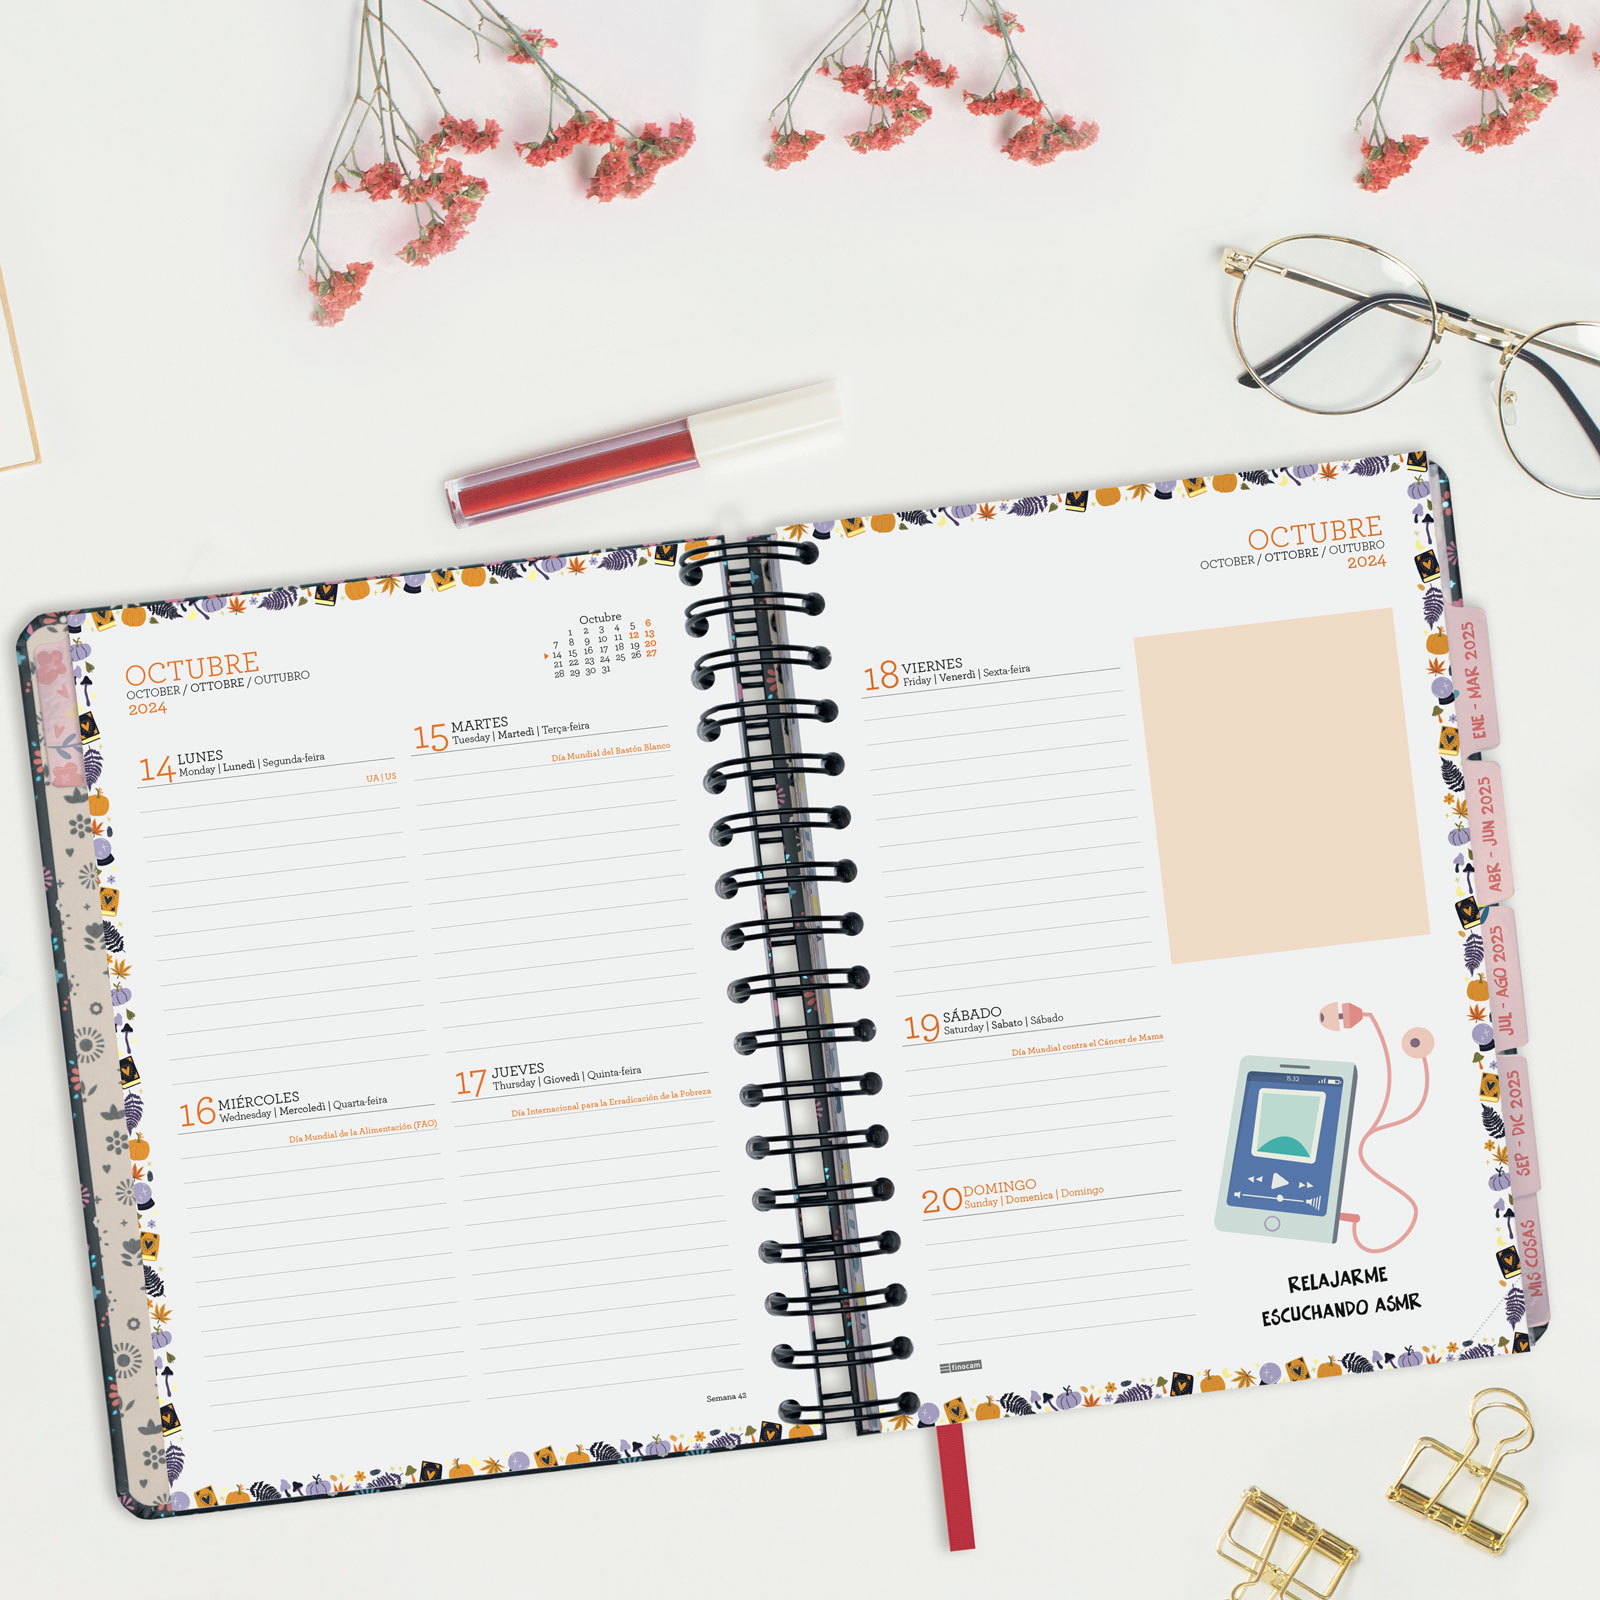 OCTUBRE
OCTOBER / OTTOBRE / OUTUBRO
2024
Octubre
1 2 3 4 5 6
7 8 9 10 11 12 13
14 15 16 17 18 19 20
21 22 23 24 25 26 27
28 29 30 31
14 LUNES
Monday | Lunedì | Segunda-feira
UA | US
15 MARTES
Tuesday | Martedì | Terça-feira
Día Mundial del Bastón Blanco
16 MIÉRCOLES
Wednesday | Mercoledì | Quarta-feira
Día Mundial de la Alimentación (FAO)
17 JUEVES
Thursday | Giovedì | Quinta-feira
Día Internacional para la Erradicación de la Pobreza
Semana 42
OCTUBRE
OCTOBER / OTTOBRE / OUTUBRO
2024
18 VIERNES
Friday | Venerdì | Sexta-feira
19 SÁBADO
Saturday | Sabato | Sábado
Día Mundial contra el Cáncer de Mama
20 DOMINGO
Sunday | Domenica | Domingo
finocam
15:32
RELAJARME
ESCUCHANDO ASMR
ENE - MAR 2025
ABR - JUN 2025
JUL - AGO 2025
SEP - DIC 2025
MIS COSAS